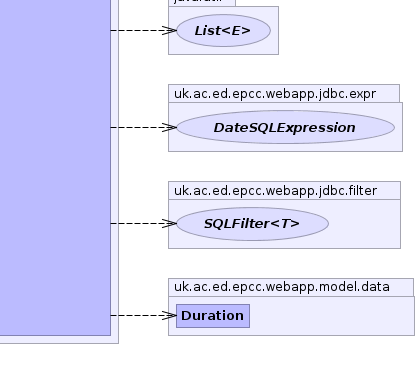 List<E>
uk.ac.ed.epcc.webapp.jdbc.expr
DateSQLExpression
uk.ac.ed.epcc.webapp.jdbc.filter
SQLFilter<T>
uk.ac.ed.epcc.webapp.model.data
Duration